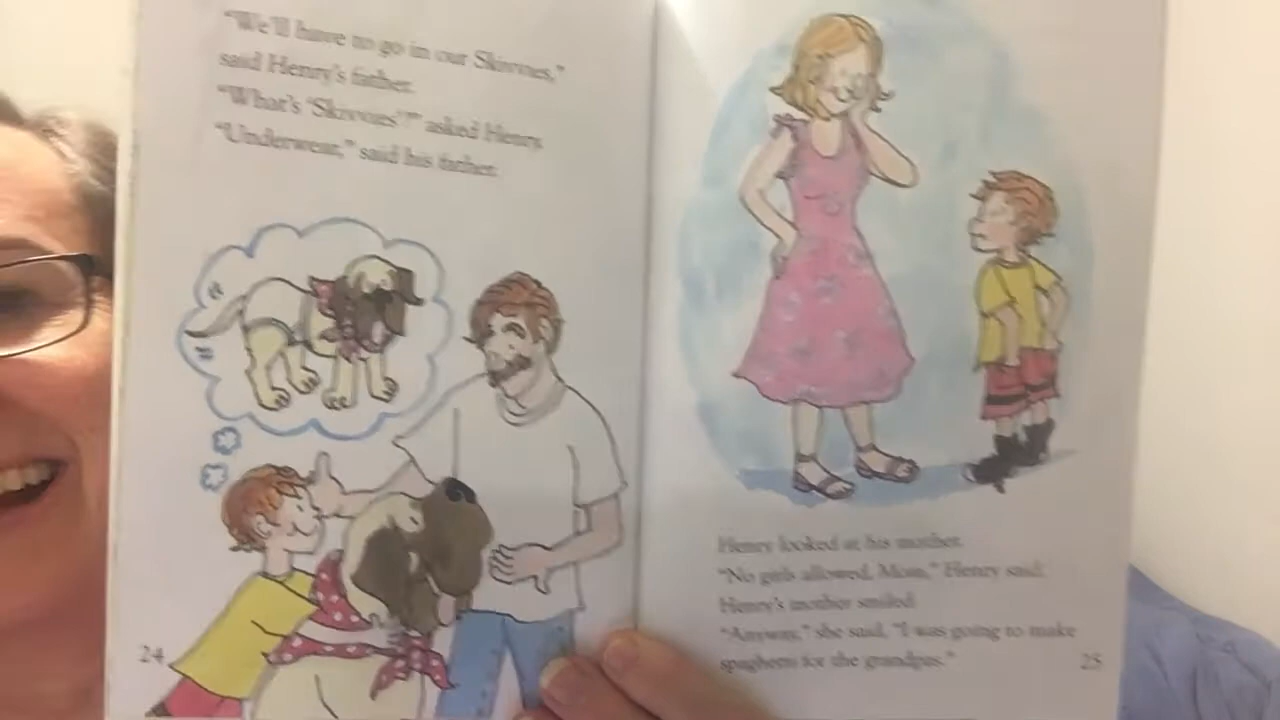 "We'll have to go in our Skivvies,"
said Henry's father.
"What's 'Skivvies'?" asked Henry.
"Underwear," said his father.
24
Henry looked at his mother.
"No girls allowed, Mom," Henry said.
Henry's mother smiled.
"Anyway," she said, "I was going to make
spaghetti for the grandpas."
25